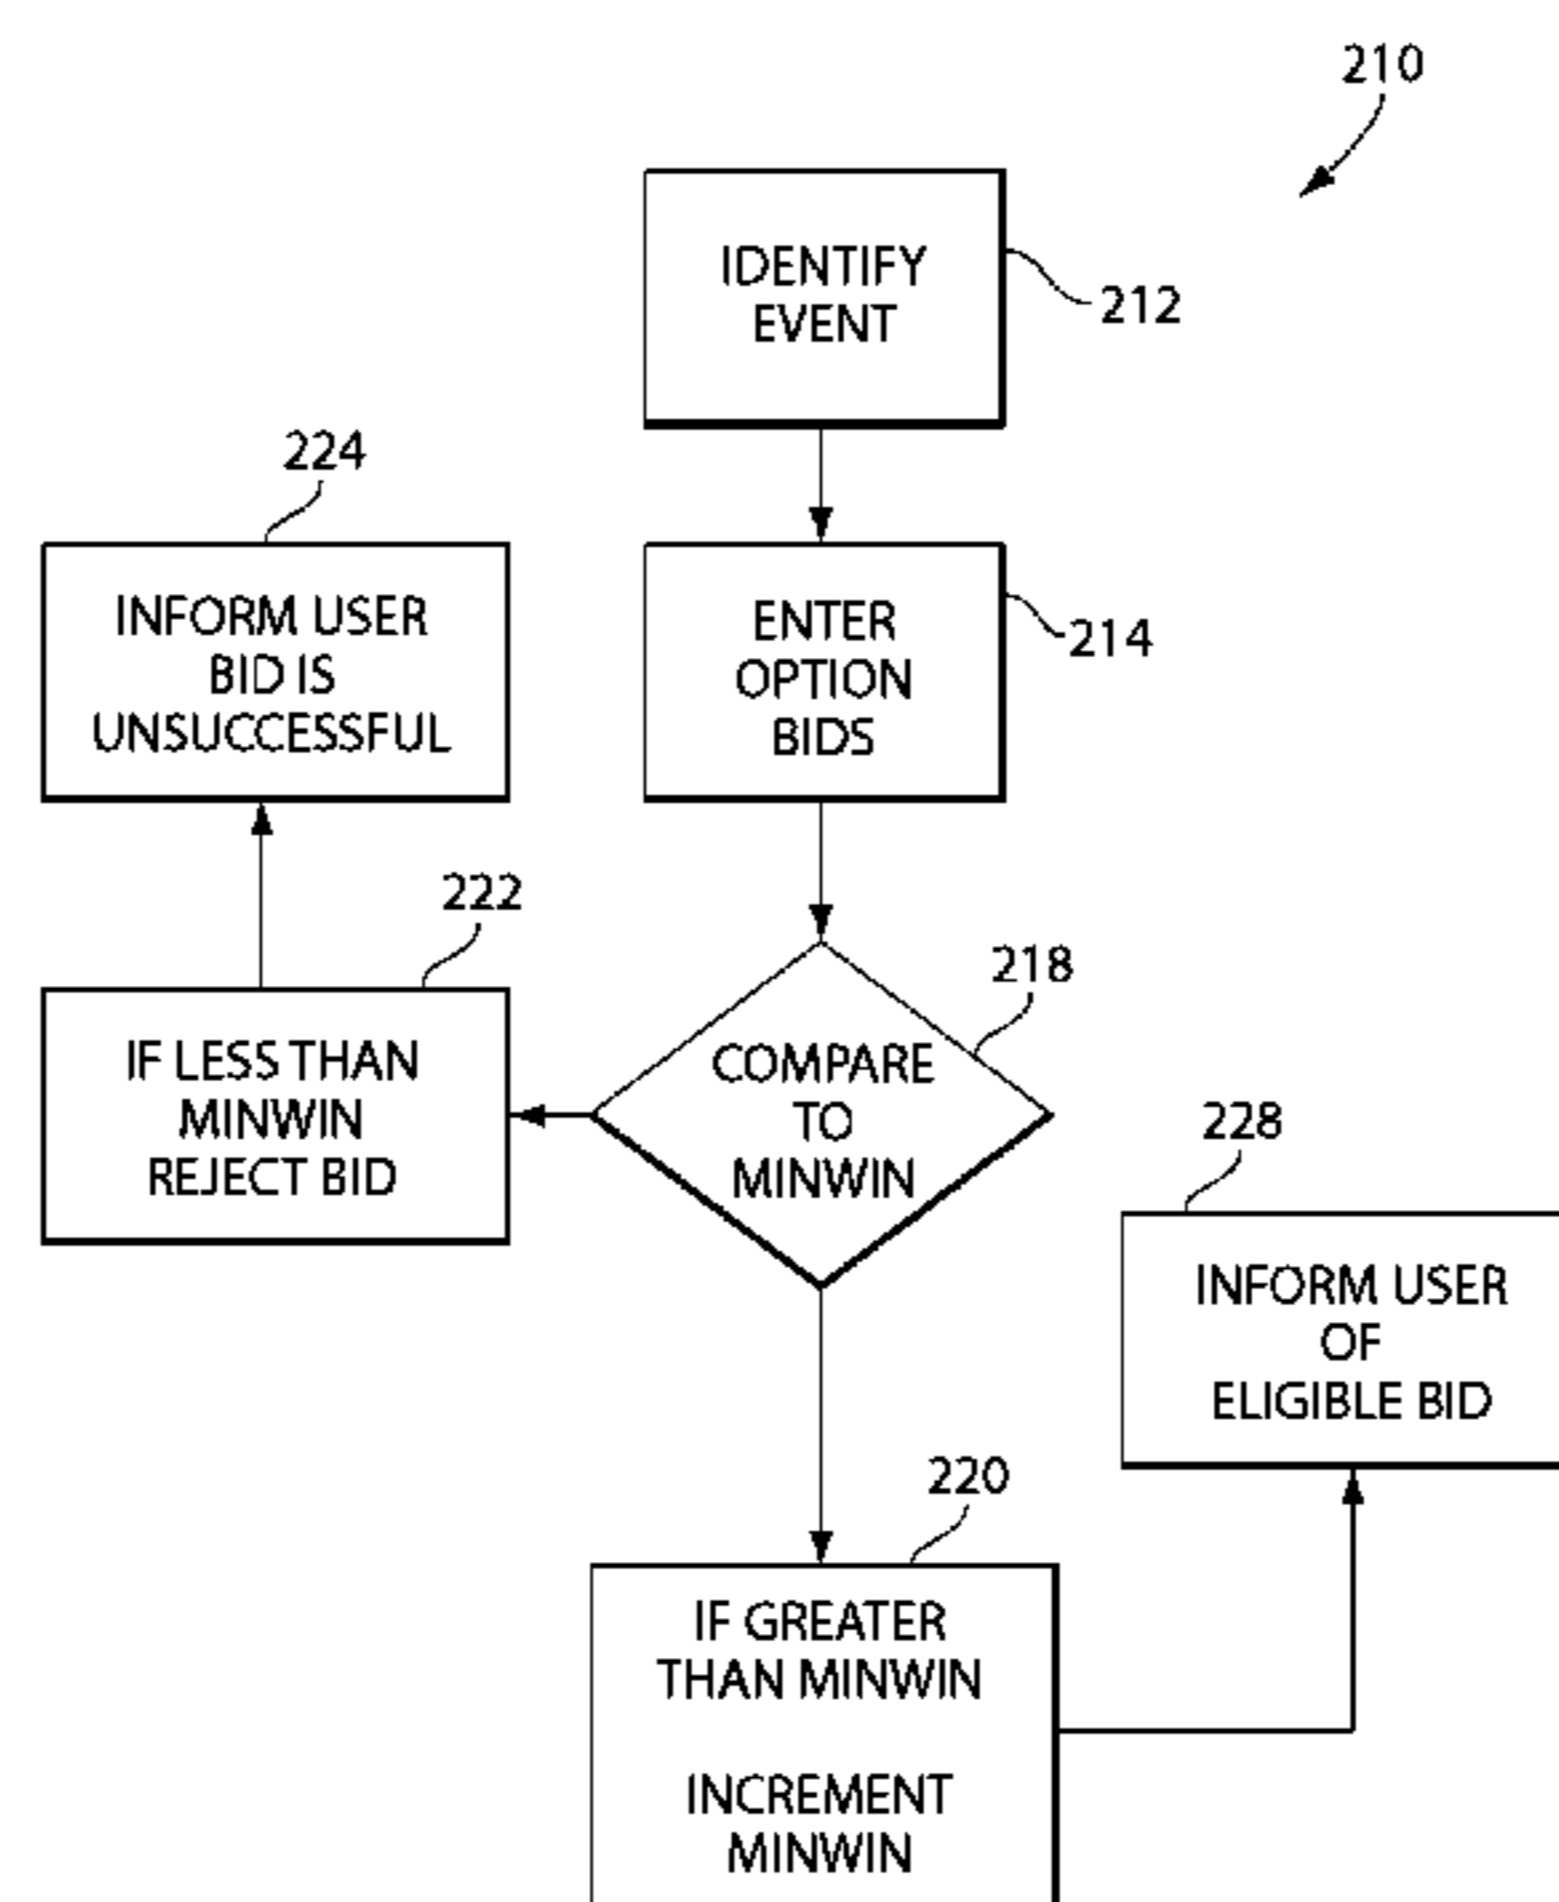 210
IDENTIFY
EVENT
212
224
INFORM USER
BID IS
UNSUCCESSFUL
ENTER
OPTION
BIDS
214
222
IF LESS THAN
MINWIN
REJECT BID
218
COMPARE
TO
MINWIN
228
INFORM USER
OF
ELIGIBLE BID
220
IF GREATER
THAN MINWIN
INCREMENT
MINWIN